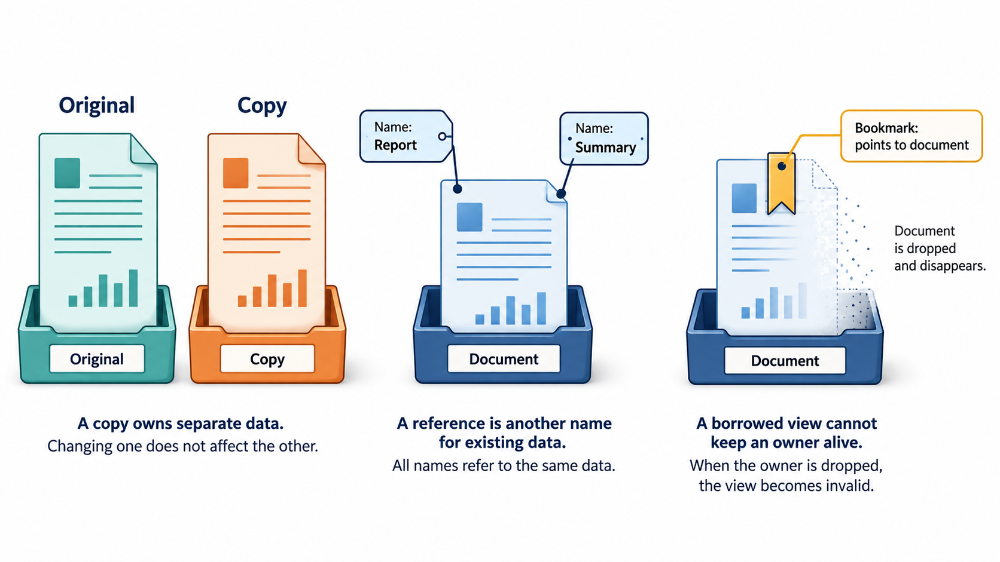 Original
Copy
Original
Copy
A copy owns separate data.
Changing one does not affect the other.
Name:
Report
Name:
Summary
Document
A reference is another name
for existing data.
All names refer to the same data.
Bookmark:
points to document
Document
is dropped
and disappears.
Document
A borrowed view cannot
keep an owner alive.
When the owner is dropped,
the view becomes invalid.